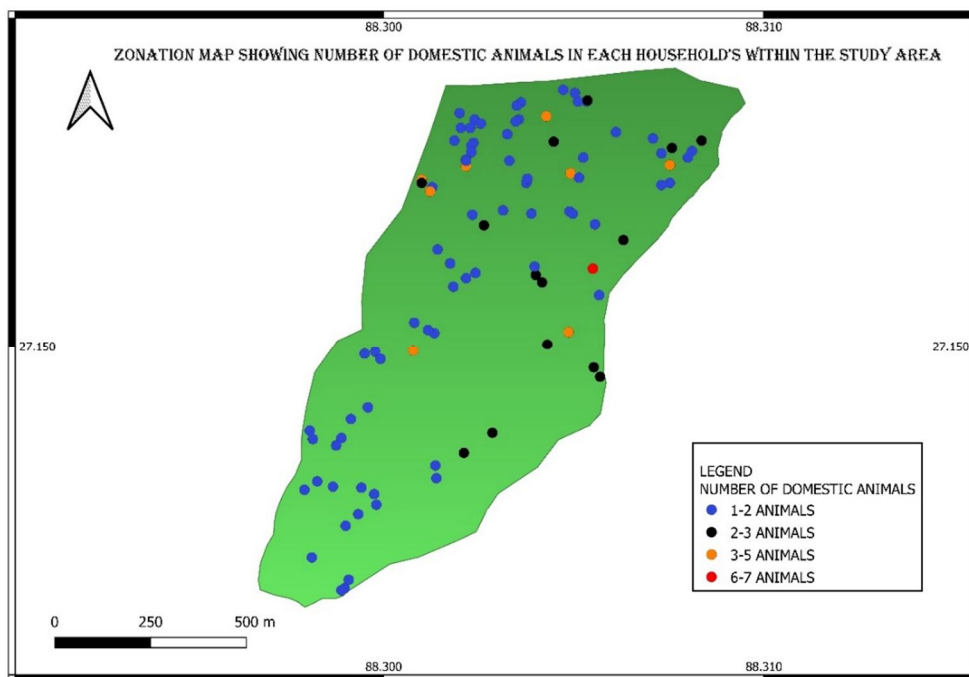 88.300 88.310
ZONATION MAP SHOWING NUMBER OF DOMESTIC ANIMALS IN EACH HOUSEHOLD'S WITHIN THE STUDY AREA
27.150 27.150
LEGEND
NUMBER OF DOMESTIC ANIMALS
1-2 ANIMALS
2-3 ANIMALS
3-5 ANIMALS
6-7 ANIMALS
0 250 500 m
88.300 88.310